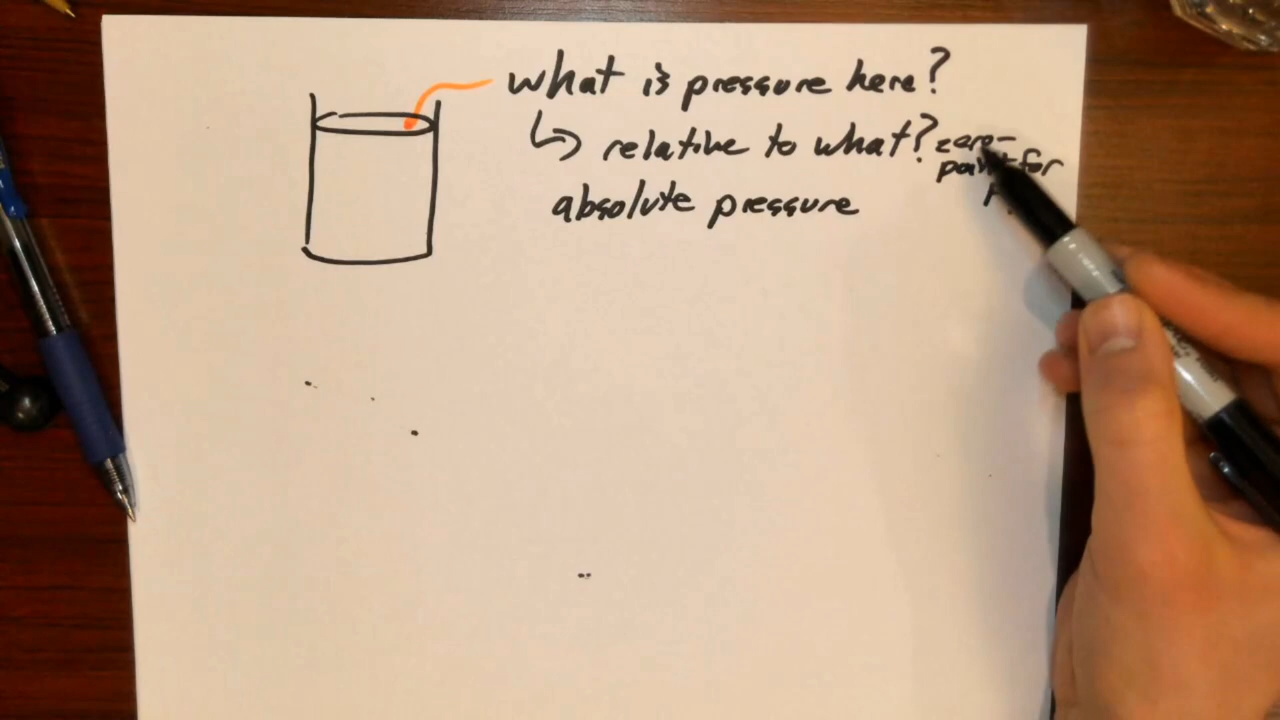 what is pressure here?
↳ relative to what?
zero-
point for
absolute pressure